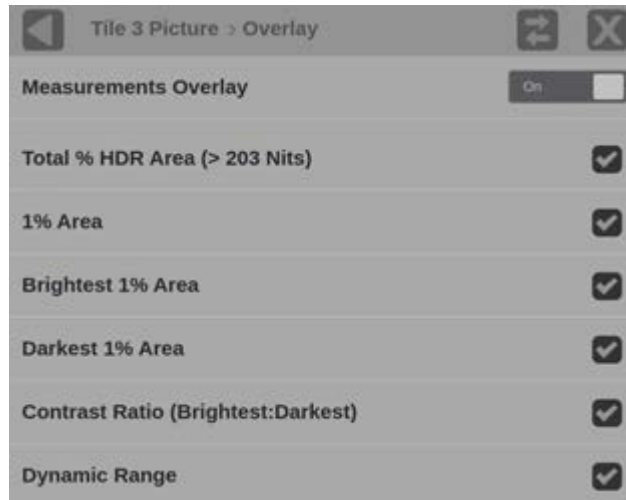 Tile 3 Picture > Overlay
Measurements Overlay
On
Total % HDR Area (> 203 Nits)
1% Area
Brightest 1% Area
Darkest 1% Area
Contrast Ratio (Brightest:Darkest)
Dynamic Range